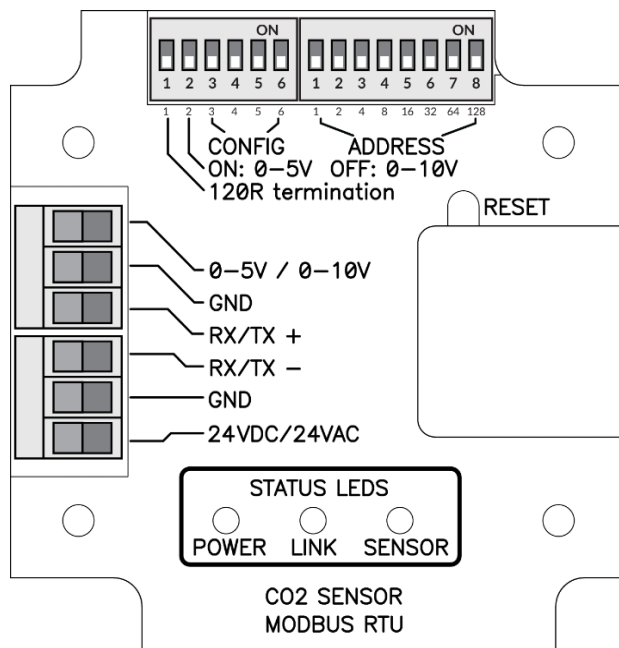 ON ON
1 2 3 4 5 6 1 2 3 4 5 6 7 8
1 2 3 4 5 6 1 2 4 8 16 32 64 128
CONFIG ADDRESS
ON: 0-5V OFF: 0-10V
120R termination
RESET
0-5V / 0-10V
GND
RX/TX +
RX/TX -
GND
24VDC/24VAC
STATUS LEDS
POWER LINK SENSOR
CO2 SENSOR
MODBUS RTU